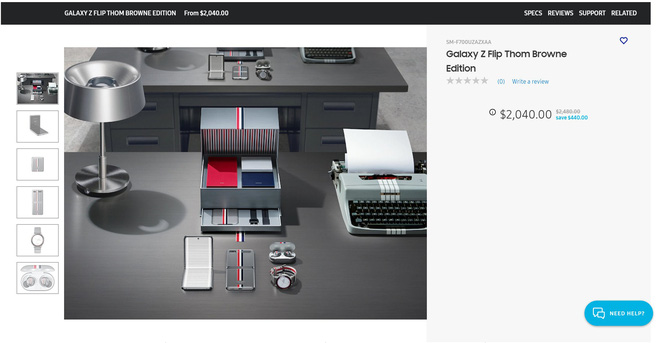 GALAXY Z FLIP THOM BROWNE EDITION From $2,040.00
SPECS REVIEWS SUPPORT RELATED
SM-F700UZAZXAA
Galaxy Z Flip Thom Browne
Edition
(0) Write a review
$2,040.00 $2,480.00
save $440.00
NEED HELP?